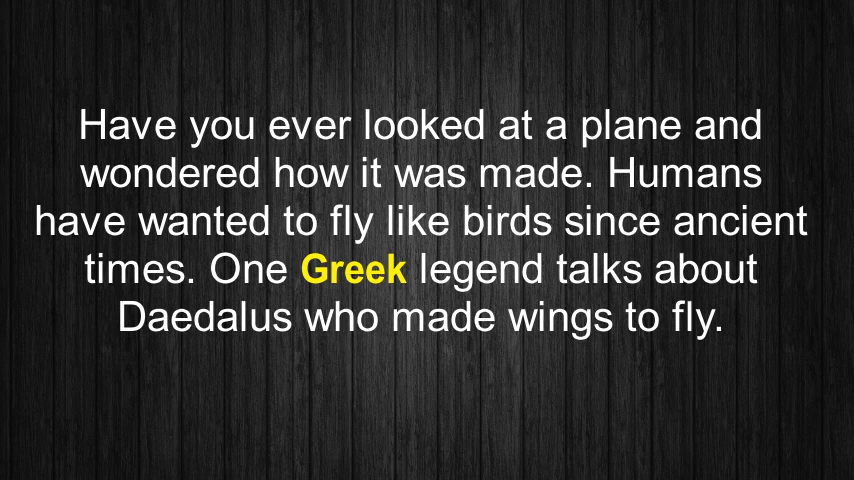 Have you ever looked at a plane and
wondered how it was made. Humans
have wanted to fly like birds since ancient
times. One Greek legend talks about
Daedalus who made wings to fly.